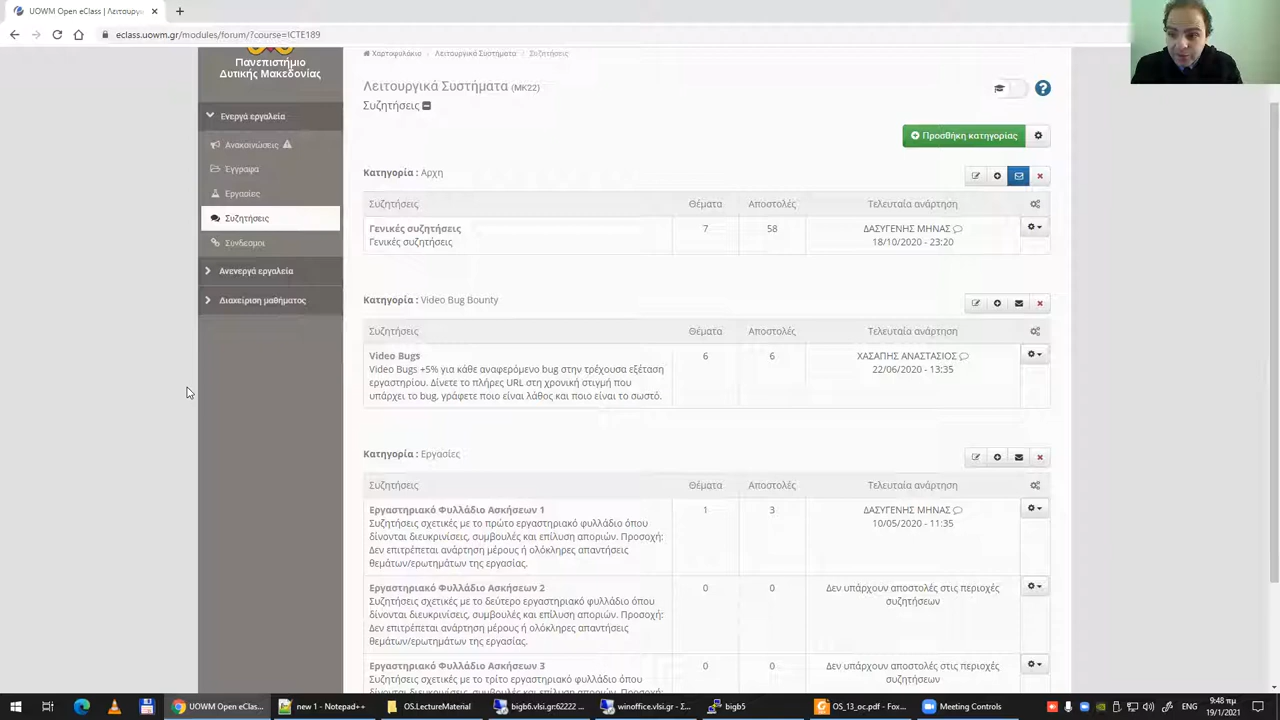 UOWM Open eClass | Λειτουργι
eclass.uowm.gr/modules/forum/?course=ICTE189
Πανεπιστήμιο
Δυτικής Μακεδονίας
Ενεργά εργαλεία
Ανακοινώσεις
Έγγραφα
Εργασίες
Συζητήσεις
Σύνδεσμοι
Ανενεργά εργαλεία
Διαχείριση μαθήματος
Χαρτοφυλάκιο Λειτουργικά Συστήματα Συζητήσεις
Λειτουργικά Συστήματα (MK22)
Συζητήσεις
Προσθήκη κατηγορίας
Κατηγορία : Αρχη
Συζητήσεις Θέματα Αποστολές Τελευταία ανάρτηση
Γενικές συζητήσεις 7 58 ΔΑΣΥΓΕΝΗΣ ΜΗΝΑΣ
Γενικές συζητήσεις 18/10/2020 - 23:20
Κατηγορία : Video Bug Bounty
Συζητήσεις Θέματα Αποστολές Τελευταία ανάρτηση
Video Bugs 6 6 ΧΑΣΑΠΗΣ ΑΝΑΣΤΑΣΙΟΣ
Video Bugs +5% για κάθε αναφερόμενο bug στην τρέχουσα εξέταση 22/06/2020 - 13:35
εργαστηρίου. Δίνετε το πλήρες URL στη χρονική στιγμή που
υπάρχει το bug, γράφετε ποιο είναι λάθος και ποιο είναι το σωστό.
Κατηγορία : Εργασίες
Συζητήσεις Θέματα Αποστολές Τελευταία ανάρτηση
Εργαστηριακό Φυλλάδιο Ασκήσεων 1 1 3 ΔΑΣΥΓΕΝΗΣ ΜΗΝΑΣ
Συζητήσεις σχετικές με το πρώτο εργαστηριακό φυλλάδιο όπου 10/05/2020 - 11:35
δίνονται διευκρινίσεις, συμβουλές και επίλυση αποριών. Προσοχή:
Δεν επιτρέπεται ανάρτηση μέρους ή ολόκληρες απαντήσεις
θεμάτων/ερωτημάτων της εργασίας.
Εργαστηριακό Φυλλάδιο Ασκήσεων 2 0 0 Δεν υπάρχουν αποστολές στις περιοχές
Συζητήσεις σχετικές με το δεύτερο εργαστηριακό φυλλάδιο όπου συζητήσεων
δίνονται διευκρινίσεις, συμβουλές και επίλυση αποριών. Προσοχή:
Δεν επιτρέπεται ανάρτηση μέρους ή ολόκληρες απαντήσεις
θεμάτων/ερωτημάτων της εργασίας.
Εργαστηριακό Φυλλάδιο Ασκήσεων 3 0 0 Δεν υπάρχουν αποστολές στις περιοχές
Συζητήσεις σχετικές με το τρίτο εργαστηριακό φυλλάδιο όπου συζητήσεων
UOWM Open eClas... new 1 - Notepad++ OS.LectureMaterial bigb6.vlsi.gr:62222 ... winoffice.vlsi.gr - Σ... bigb5 OS_13_oc.pdf - Fox... Meeting Controls 9:48 πμ
19/1/2021